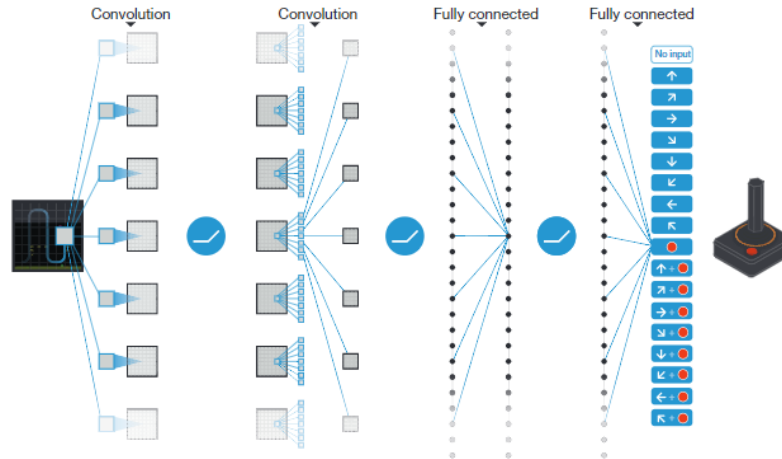 Convolution
Convolution
Fully connected
Fully connected
No input
+
+
+
+
+
+
+
+